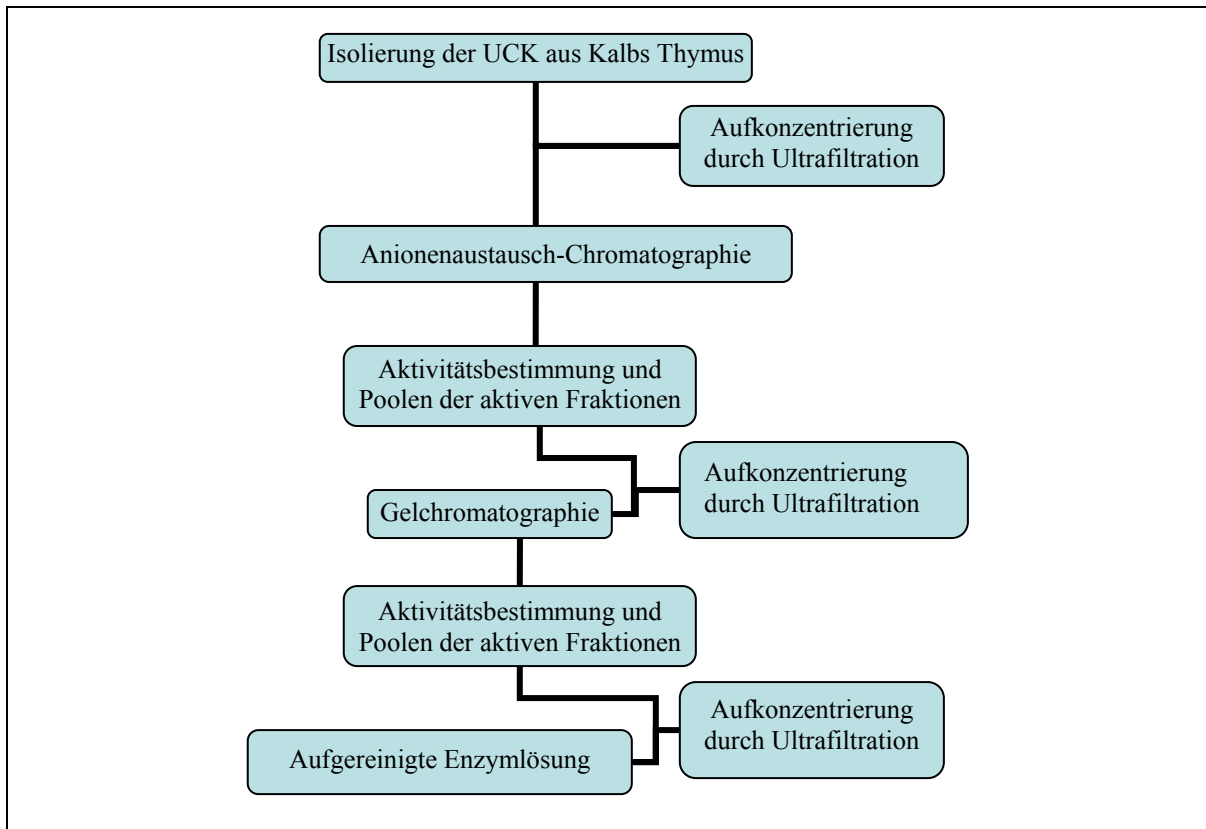 Isolierung der UCK aus Kalbs Thymus
Aufkonzentrierung
durch Ultrafiltration
Anionenaustausch-Chromatographie
Aktivitätsbestimmung und
Poolen der aktiven Fraktionen
Aufkonzentrierung
durch Ultrafiltration
Gelchromatographie
Aktivitätsbestimmung und
Poolen der aktiven Fraktionen
Aufkonzentrierung
durch Ultrafiltration
Aufgereinigte Enzymlösung